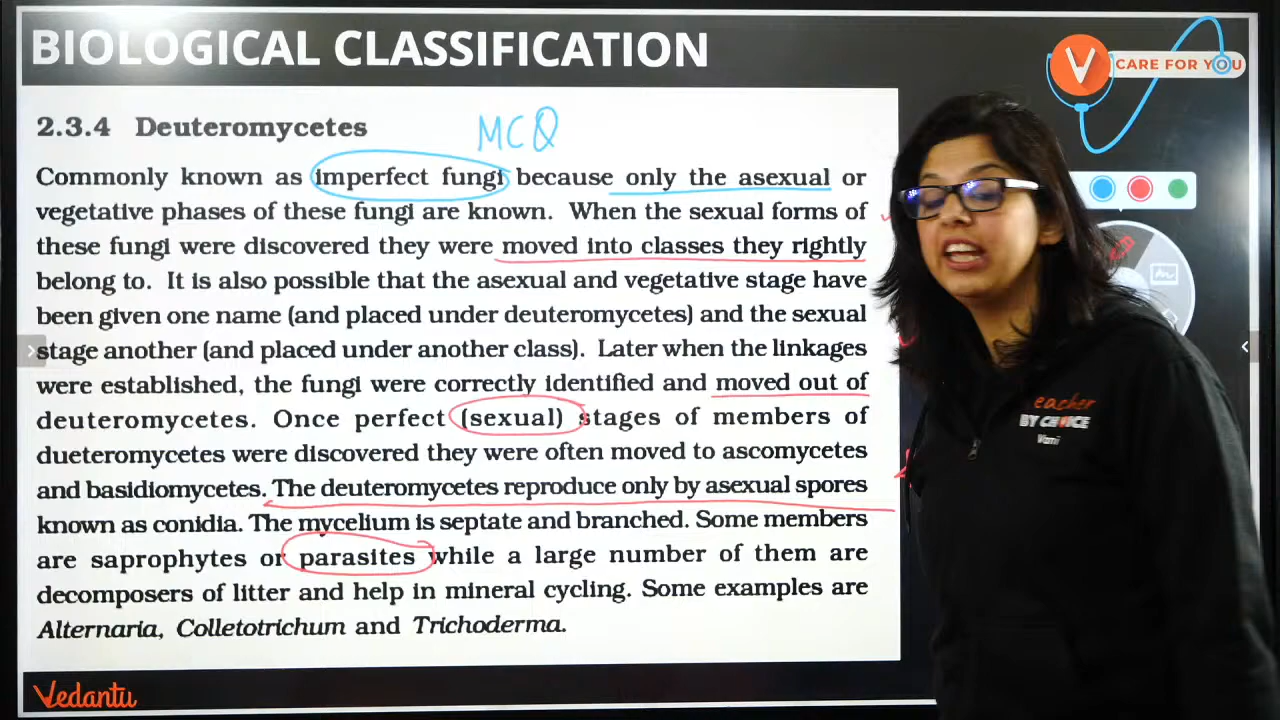 BIOLOGICAL CLASSIFICATION
V CARE FOR YOU
2.3.4 Deuteromycetes
MCQ
Commonly known as imperfect fungi because only the asexual or
vegetative phases of these fungi are known. When the sexual forms of
these fungi were discovered they were moved into classes they rightly
belong to. It is also possible that the asexual and vegetative stage have
been given one name (and placed under deuteromycetes) and the sexual
stage another (and placed under another class). Later when the linkages
were established, the fungi were correctly identified and moved out of
deuteromycetes. Once perfect (sexual) stages of members of
dueteromycetes were discovered they were often moved to ascomycetes
and basidiomycetes. The deuteromycetes reproduce only by asexual spores
known as conidia. The mycelium is septate and branched. Some members
are saprophytes or parasites while a large number of them are
decomposers of litter and help in mineral cycling. Some examples are
Alternaria, Colletotrichum and Trichoderma.
eacher
BY CHOICE
Vani
Vedantu